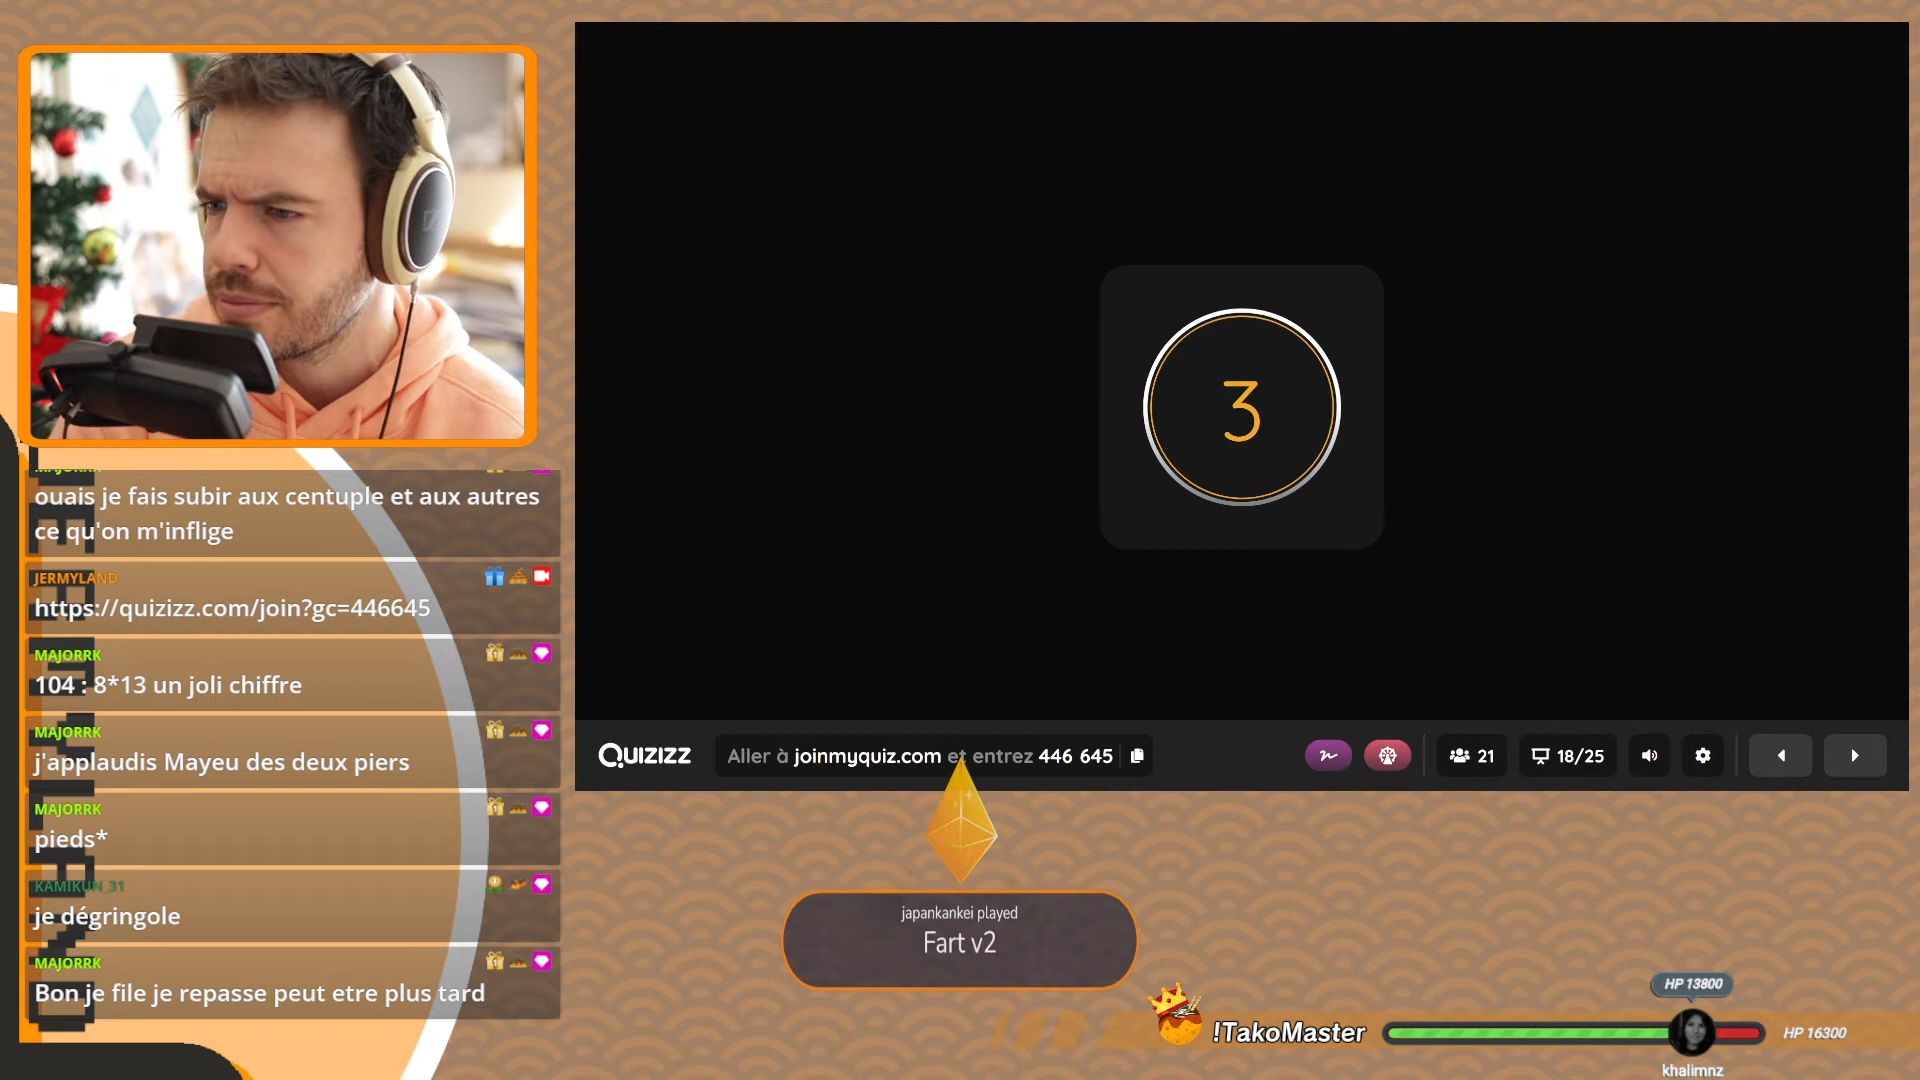 ouais je fais subir aux centuple et aux autres
ce qu'on m'inflige
JERMYLAND
https://quizizz.com/join?gc=446645
MAJORRK
104 : 8*13 un joli chiffre
MAJORRK
j'applaudis Mayeu des deux piers
MAJORRK
pieds*
KAMIKUN_31
je dégringole
MAJORRK
Bon je file je repasse peut etre plus tard
3
QUIZIZZ
Aller à joinmyquiz.com et entrez 446 645
21
18/25
japankankei played
Fart v2
!TakoMaster
HP 13800
HP 16300
khalimnz